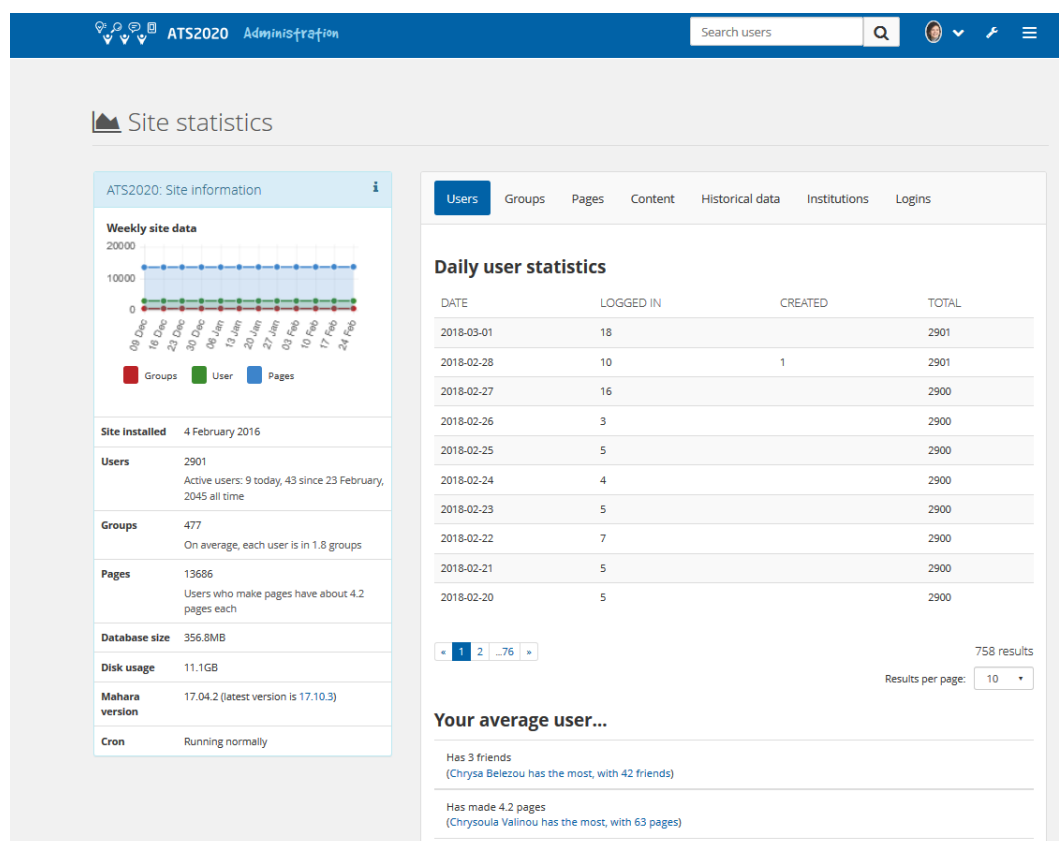 ATS2020 Administration
Search users
Site statistics
ATS2020: Site information
Weekly site data
20000
10000
0
09 Dec
16 Dec
23 Dec
30 Dec
06 Jan
13 Jan
20 Jan
27 Jan
03 Feb
10 Feb
17 Feb
24 Feb
Groups User Pages
Site installed 4 February 2016
Users 2901
Active users: 9 today, 43 since 23 February,
2045 all time
Groups 477
On average, each user is in 1.8 groups
Pages 13686
Users who make pages have about 4.2
pages each
Database size 356.8MB
Disk usage 11.1GB
Mahara version 17.04.2 (latest version is 17.10.3)
Cron Running normally
Users Groups Pages Content Historical data Institutions Logins
Daily user statistics
DATE LOGGED IN CREATED TOTAL
2018-03-01 18 2901
2018-02-28 10 1 2901
2018-02-27 16 2900
2018-02-26 3 2900
2018-02-25 5 2900
2018-02-24 4 2900
2018-02-23 5 2900
2018-02-22 7 2900
2018-02-21 5 2900
2018-02-20 5 2900
« 1 2 ...76 »
758 results
Results per page: 10
Your average user...
Has 3 friends
(Chrysa Belezou has the most, with 42 friends)
Has made 4.2 pages
(Chrysoula Valinou has the most, with 63 pages)